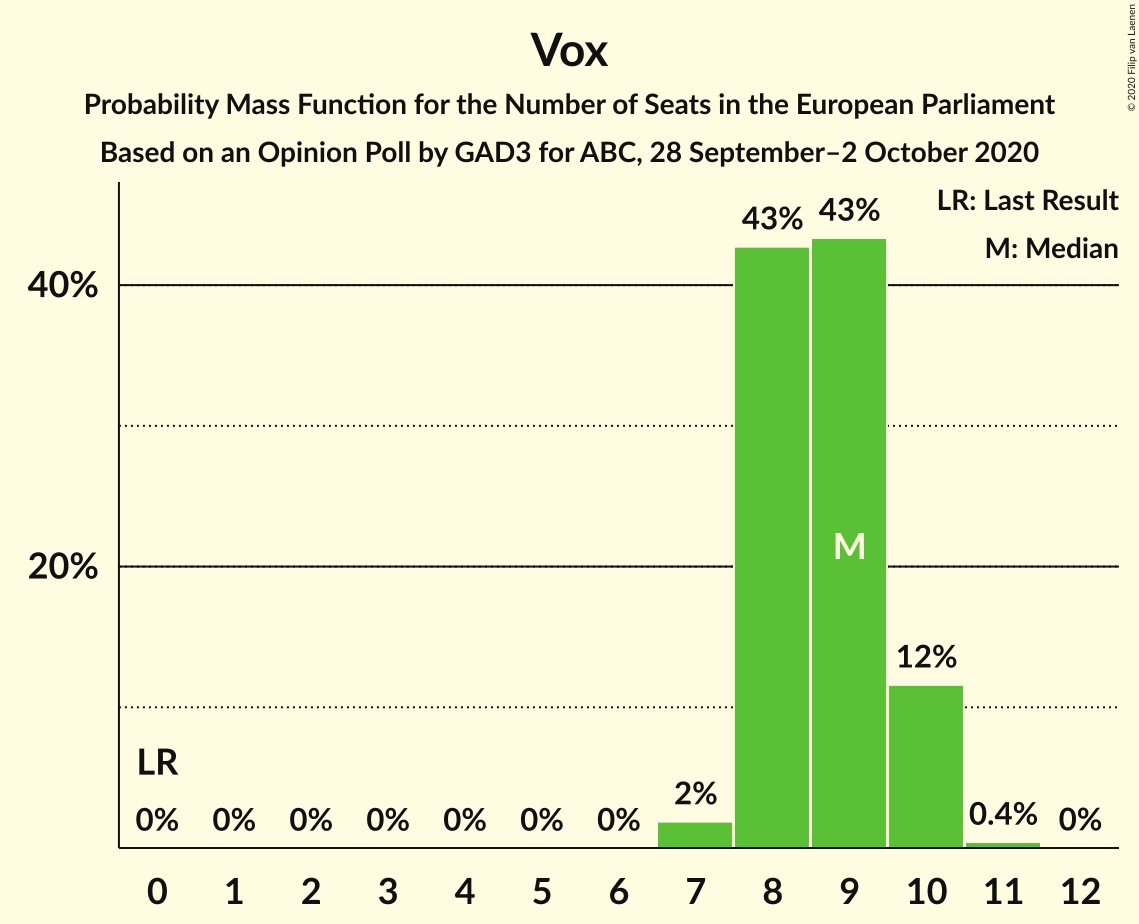 Vox
Probability Mass Function for the Number of Seats in the European Parliament
Based on an Opinion Poll by GAD3 for ABC, 28 September–2 October 2020
© 2020 Filip van Laenen
LR: Last Result
M: Median
43% 43%
40%
M
20%
12%
LR
0% 0% 0% 0% 0% 0% 0% 2% 0.4% 0%
0 1 2 3 4 5 6 7 8 9 10 11 12